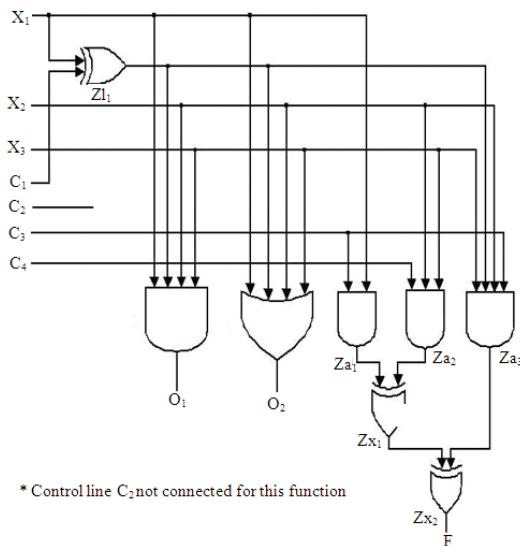 X₁
Zl₁
X₂
X₃
C₁
C₂
C₃
C₄
Za₁
Za₂
Za₃
O₁
O₂
Zx₁
* Control line C₂ not connected for this function
Zx₂
F